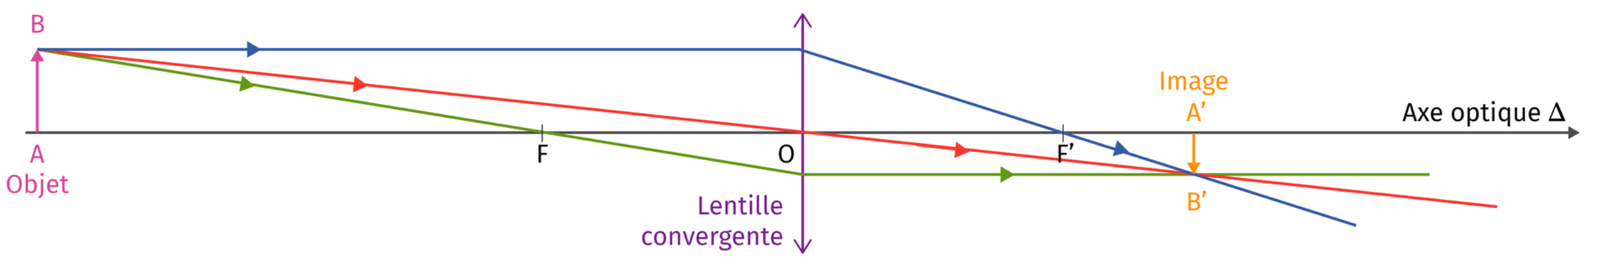 B
Image
A’
Axe optique Δ
A
Objet
F
O
F’
Lentille
convergente
B’